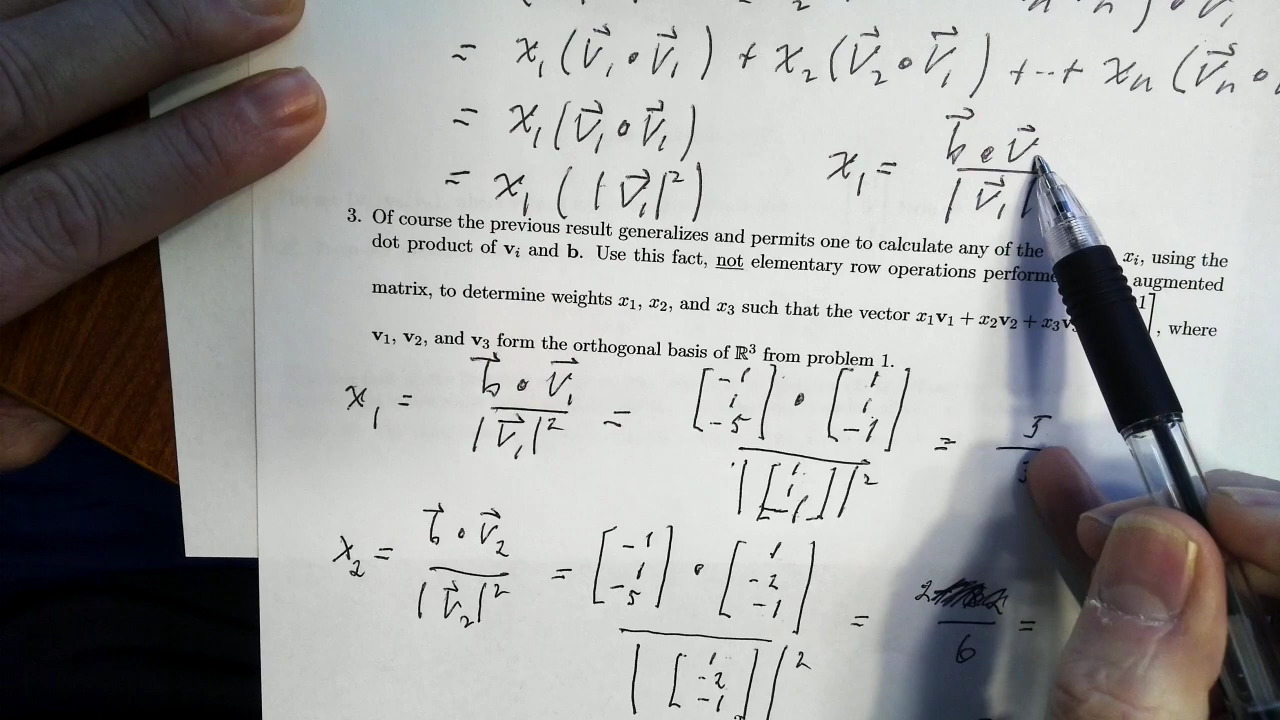 = x₁(v⃗₁∘v⃗₁) + x₂(v⃗₂∘v⃗₁) + --+ xₙ(v⃗ₙ∘
= x₁(v⃗₁∘v⃗₁)
x₁ = b⃗∘v⃗ / |v⃗₁|
= x₁(|v⃗₁|²)
3. Of course the previous result generalizes and permits one to calculate any of the xᵢ, using the
dot product of vᵢ and b. Use this fact, not elementary row operations performe augmented
matrix, to determine weights x₁, x₂, and x₃ such that the vector x₁v₁ + x₂v₂ + x₃v 1], where
v₁, v₂, and v₃ form the orthogonal basis of ℝ³ from problem 1.
x₁ = b⃗∘v⃗₁ / |v⃗₁|² = [-1 1 -5]∘[1 1 -1] / |[1 1 -1]|² = 5 / 3
x₂ = b⃗∘v⃗₂ / |v⃗₂|² = [-1 1 -5]∘[1 -2 -1] / |[1 -2 -1]|² = 2 / 6 =